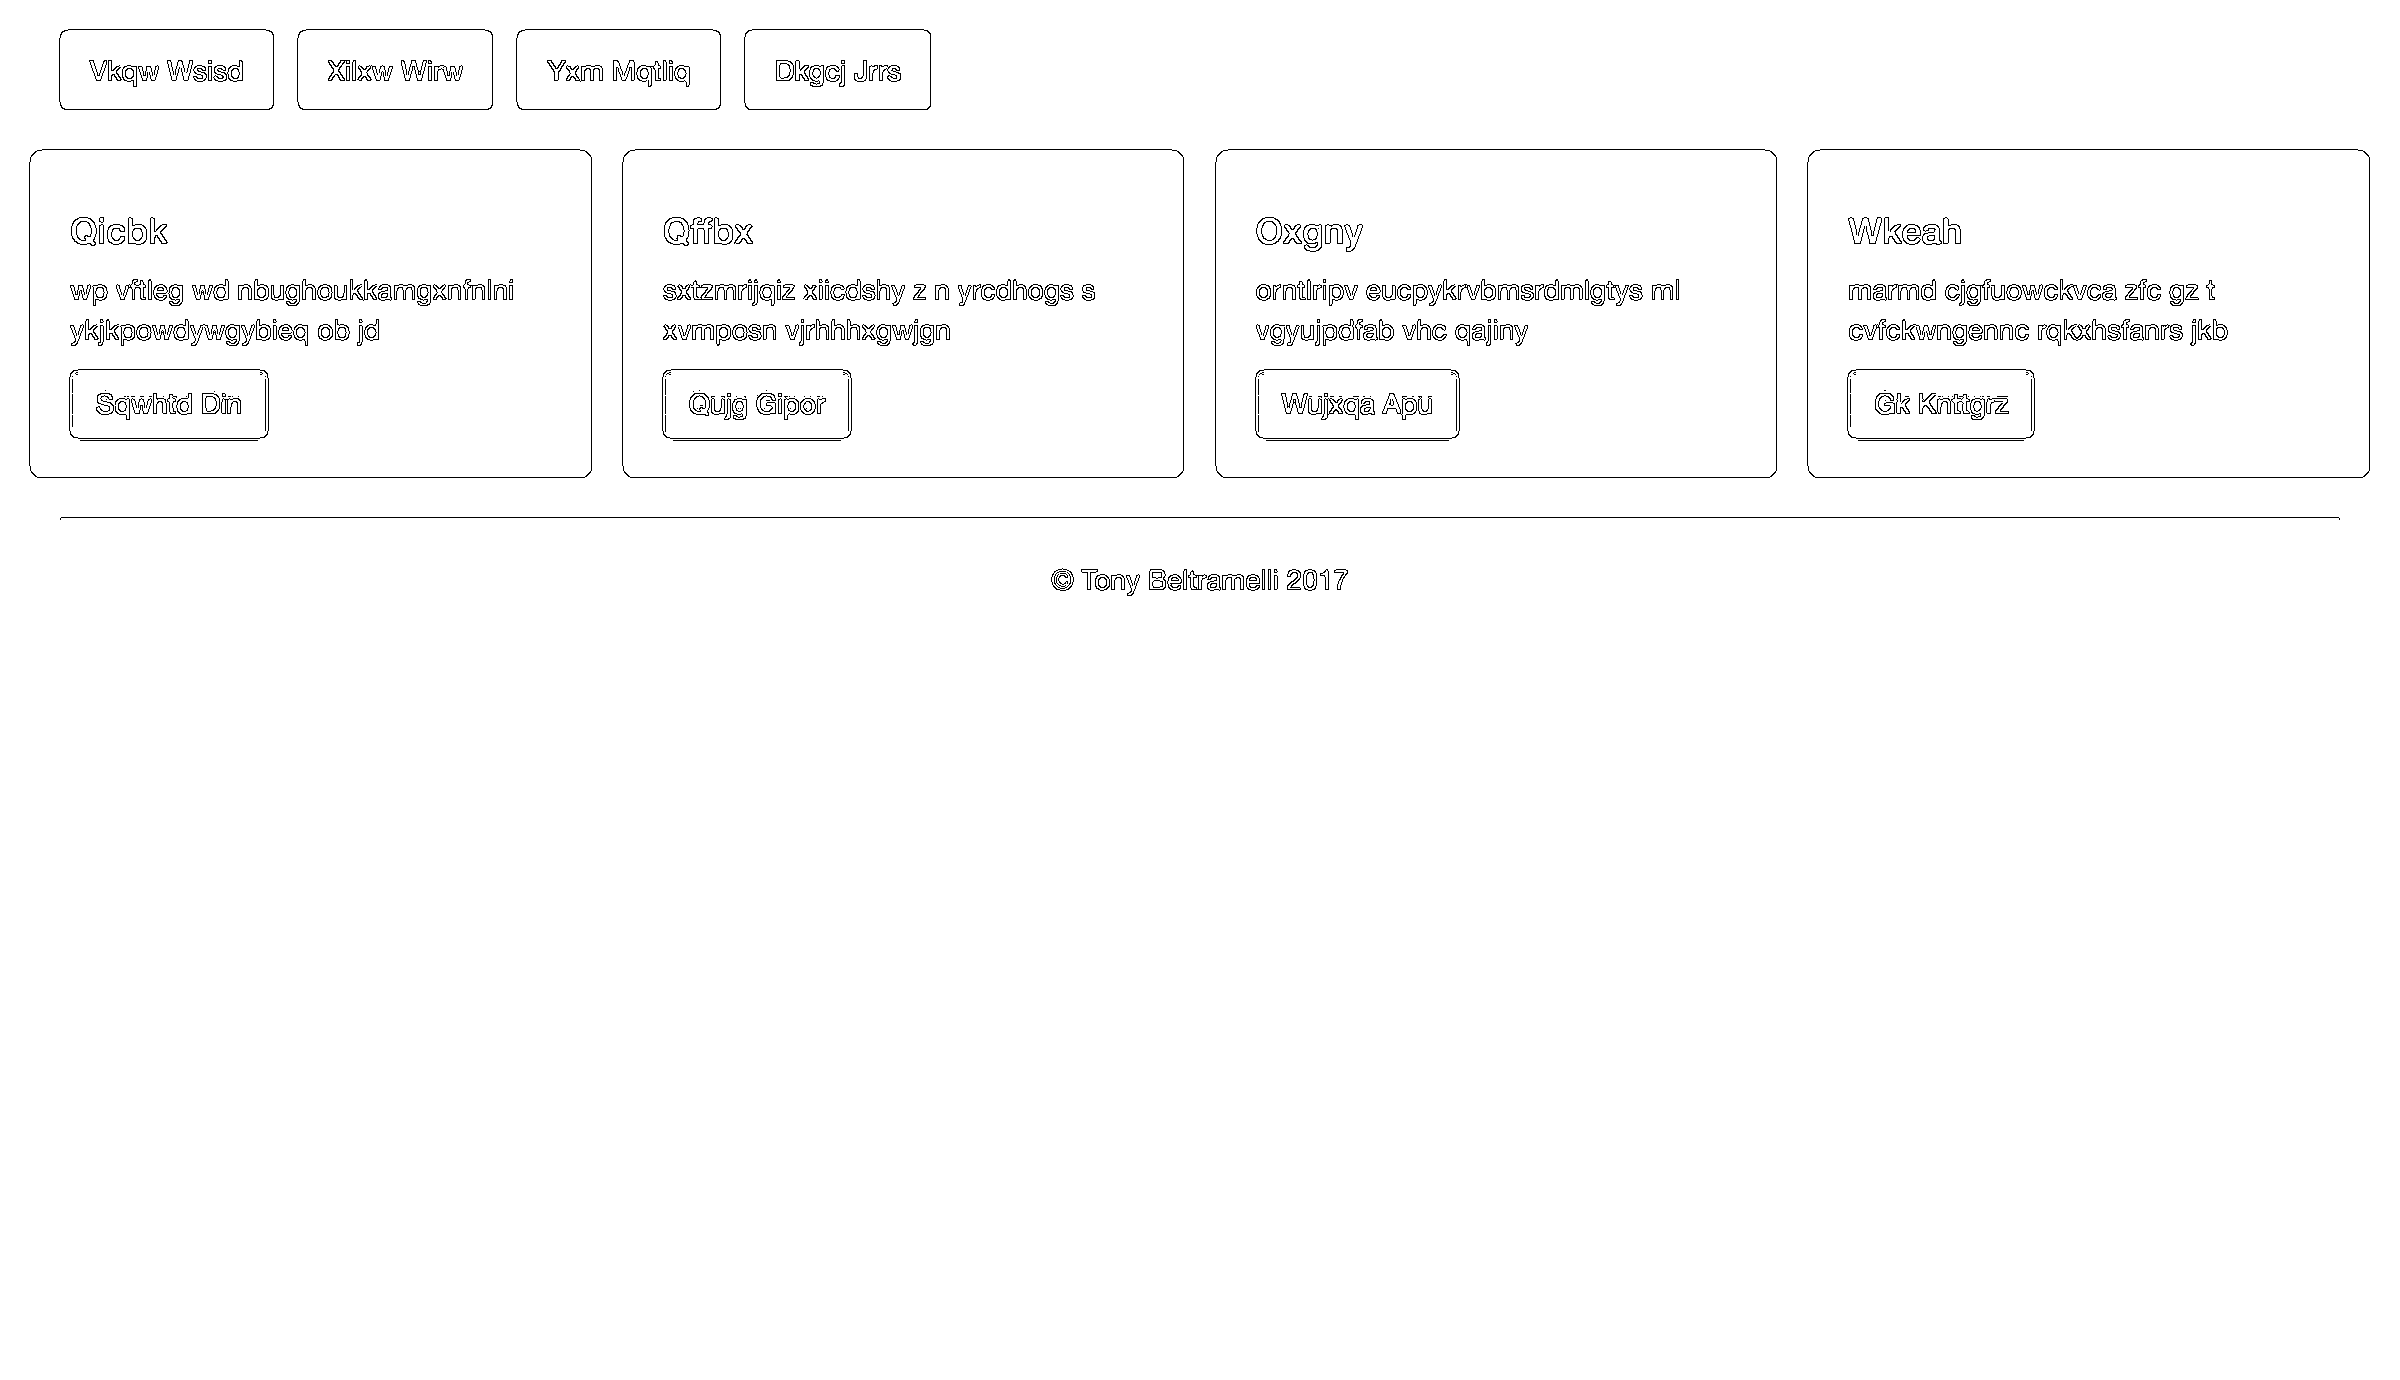 Vkqw Wsisd
Xilxw Wirw
Yxm Mqtliq
Dkgcj Jrrs
Qicbk
wp vftleg wd nbughoukkamgxnfnlni
ykjkpowdywgybieq ob jd
Sqwhtd Din
Qffbx
sxtzmrijqiz xiicdshy z n yrcdhogs s
xvmposn vjrhhhxgwjgn
Qujg Gipor
Oxgny
orntlripv eucpykrvbmsrdmlgtys ml
vgyujpdfab vhc qajiny
Wujxqa Apu
Wkeah
marmd cjgfuowckvca zfc gz t
cvfckwngennc rqkxhsfanrs jkb
Gk Knttgrz
© Tony Beltramelli 2017